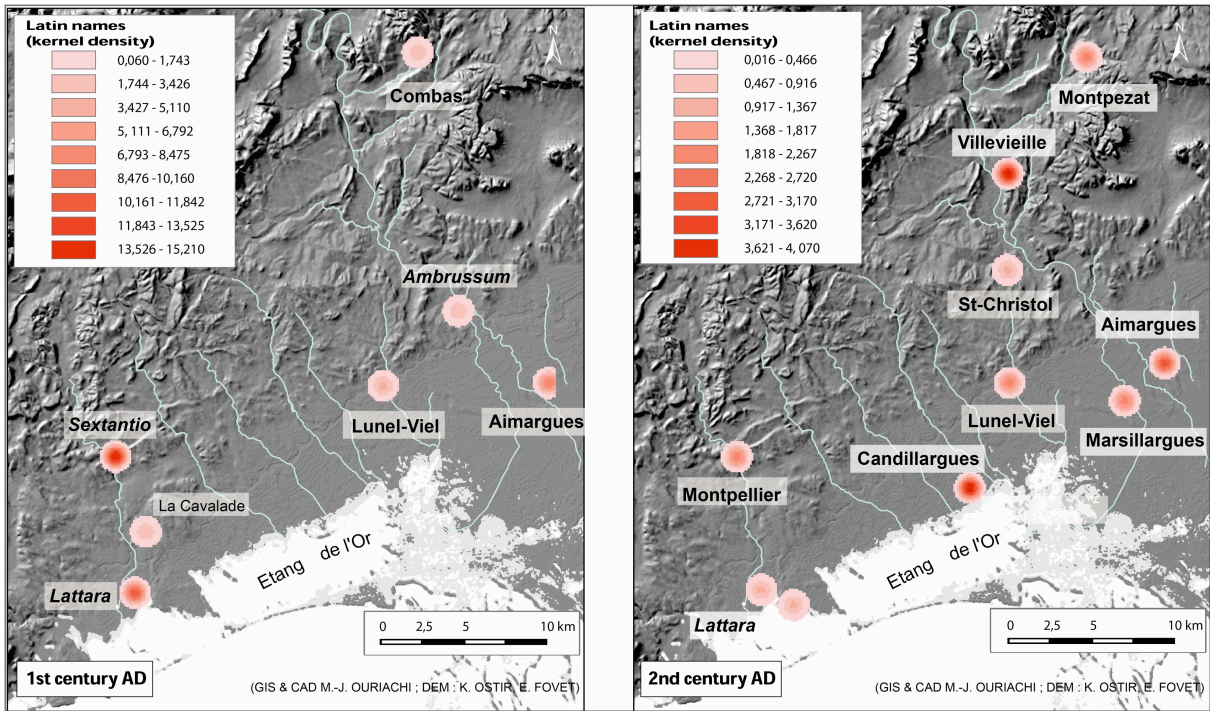 Latin names
(kernel density)
0,060 - 1,743
1,744 - 3,426
3,427 - 5,110
5, 111 - 6,792
6,793 - 8,475
8,476 -10,160
10,161 - 11,842
11,843 - 13,525
13,526 - 15,210
N
Combas
Ambrussum
Lunel-Viel
Aimargues
Sextantio
La Cavalade
Lattara
Etang de l'Or
0 2,5 5 10 km
1st century AD
(GIS & CAD M.-J. OURIACHI ; DEM : K. OSTIR, E. FOVET)
Latin names
(kernel density)
0,016 - 0,466
0,467 - 0,916
0,917 - 1,367
1,368 - 1,817
1,818 - 2,267
2,268 - 2,720
2,721 - 3,170
3,171 - 3,620
3,621 - 4,070
N
Montpezat
Villevieille
St-Christol
Aimargues
Lunel-Viel
Marsillargues
Candillargues
Montpellier
Etang de l'Or
Lattara
0 2,5 5 10 km
2nd century AD
(GIS & CAD M.-J. OURIACHI ; DEM : K. OSTIR, E. FOVET)